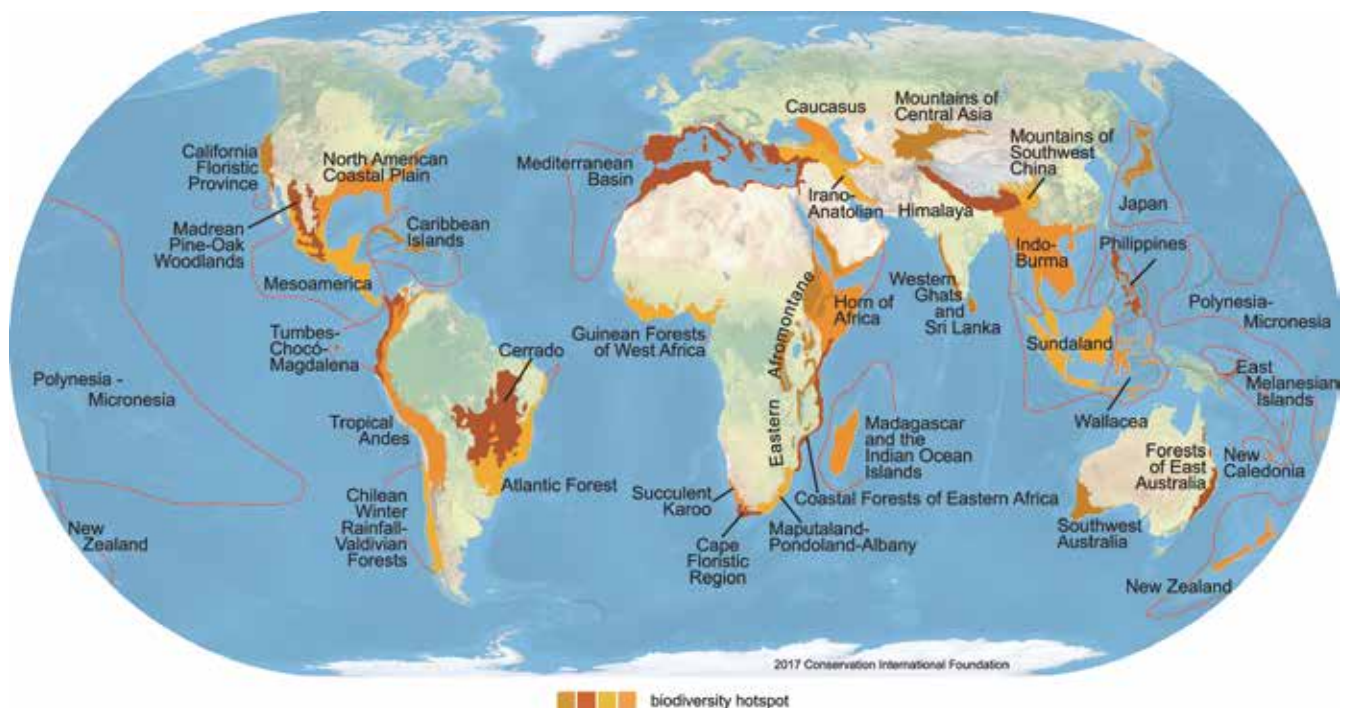 Caucasus
Mountains of
Central Asia
Mountains of
Southwest
China
California
Floristic
Province
North American
Coastal Plain
Mediterranean
Basin
Irano-
Anatolian
Himalaya
Japan
Madrean
Pine-Oak
Woodlands
Caribbean
Islands
Indo-
Burma
Philippines
Mesoamerica
Western
Ghats
and
Sri Lanka
Horn of
Africa
Polynesia-
Micronesia
Tumbes-
Chocó-
Magdalena
Guinean Forests
of West Africa
Cerrado
Eastern Afromontane
Sundaland
East
Melanesian
Islands
Polynesia -
Micronesia
Wallacea
Tropical
Andes
Madagascar
and the
Indian Ocean
Islands
Forests
of East
Australia
New
Caledonia
Atlantic Forest
Succulent
Karoo
Coastal Forests of Eastern Africa
Chilean
Winter
Rainfall-
Valdivian
Forests
New
Zealand
Maputaland-
Pondoland-Albany
Southwest
Australia
Cape
Floristic
Region
New Zealand
2017 Conservation International Foundation
biodiversity hotspot